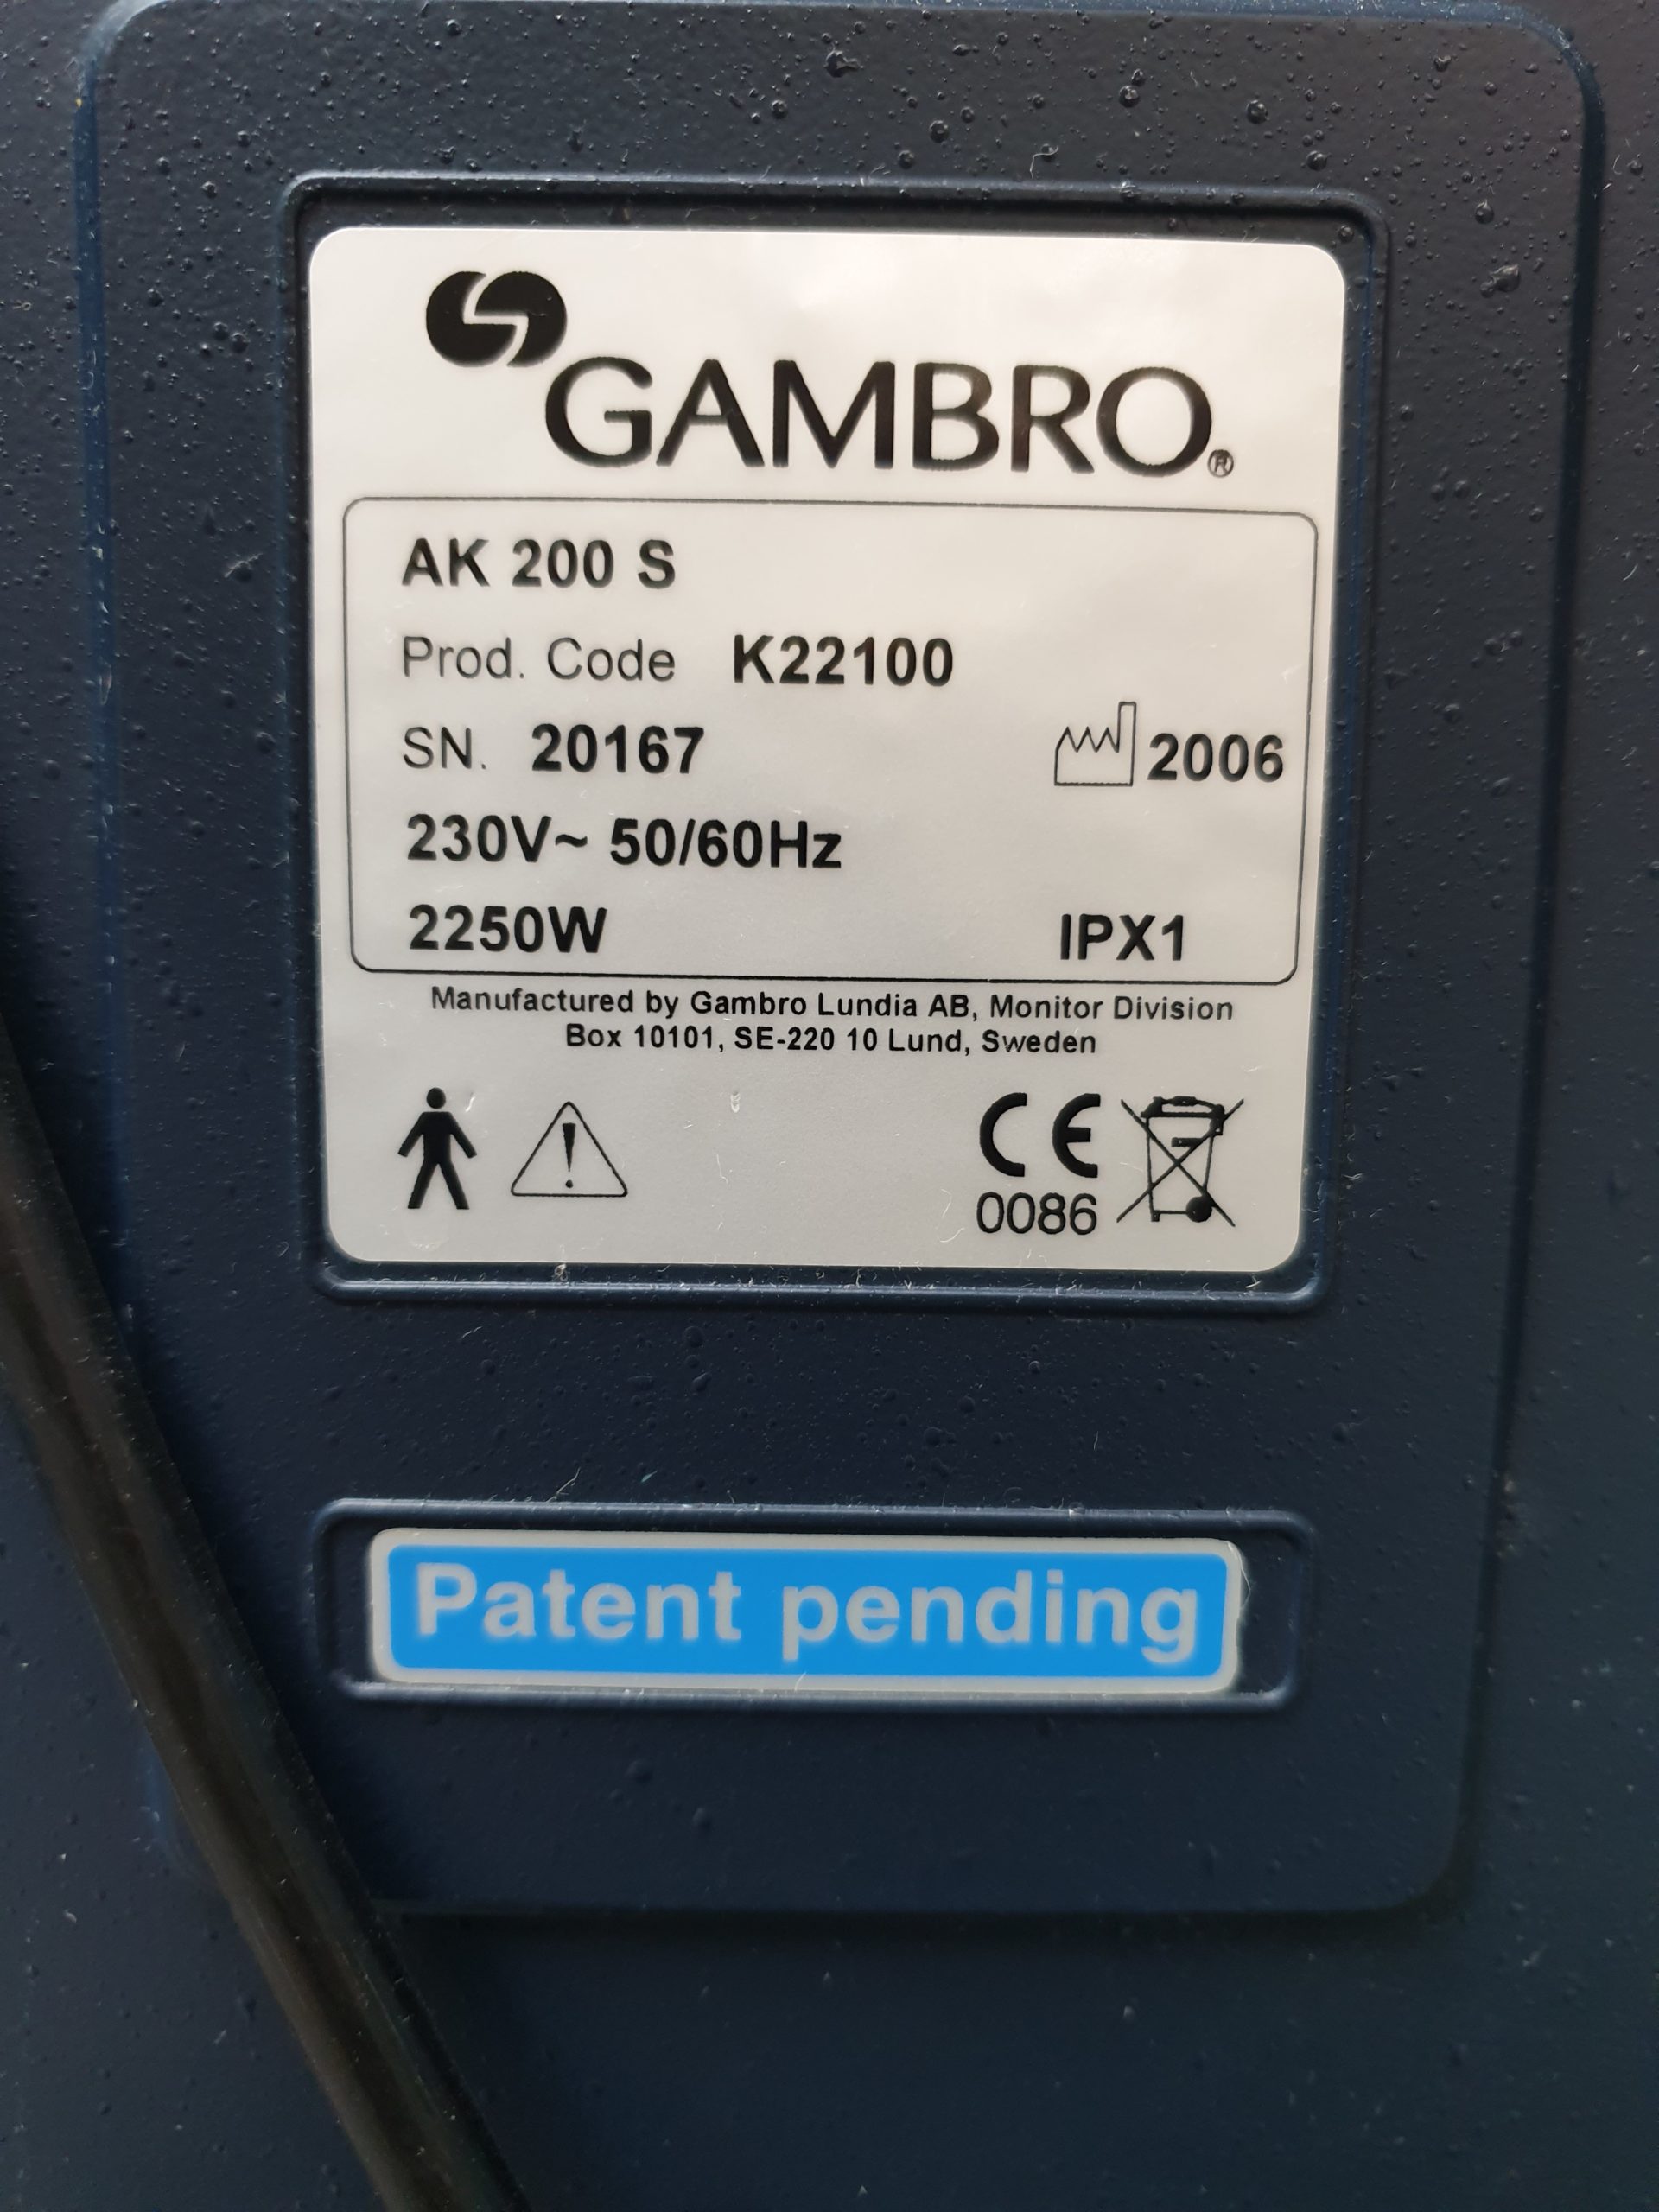 GAMBRO®
AK 200 S
Prod. Code K22100
SN. 20167
2006
230V~ 50/60Hz
2250W
IPX1
Manufactured by Gambro Lundia AB, Monitor Division
Box 10101, SE-220 10 Lund, Sweden
CE
0086
Patent pending